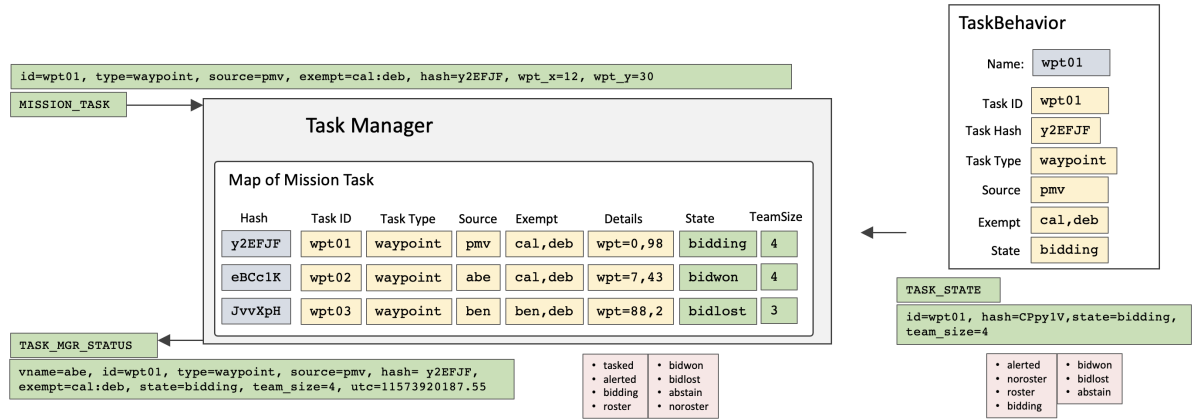 TaskBehavior
Name: wpt01
Task ID wpt01
Task Hash y2EFJF
Task Type waypoint
Source pmv
Exempt cal,deb
State bidding
id=wpt01, type=waypoint, source=pmv, exempt=cal:deb, hash=y2EFJF, wpt_x=12, wpt_y=30
MISSION_TASK
Task Manager
Map of Mission Task
Hash Task ID Task Type Source Exempt Details State TeamSize
y2EFJF wpt01 waypoint pmv cal,deb wpt=0,98 bidding 4
eBCc1K wpt02 waypoint abe cal,deb wpt=7,43 bidwon 4
JvvXpH wpt03 waypoint ben ben,deb wpt=88,2 bidlost 3
TASK_STATE
id=wpt01, hash=CPpy1V,state=bidding,
team_size=4
TASK_MGR_STATUS
vname=abe, id=wpt01, type=waypoint, source=pmv, hash= y2EFJF,
exempt=cal:deb, state=bidding, team_size=4, utc=11573920187.55
• tasked
• alerted
• bidding
• roster
• bidwon
• bidlost
• abstain
• noroster
• alerted
• noroster
• roster
• bidding
• bidwon
• bidlost
• abstain